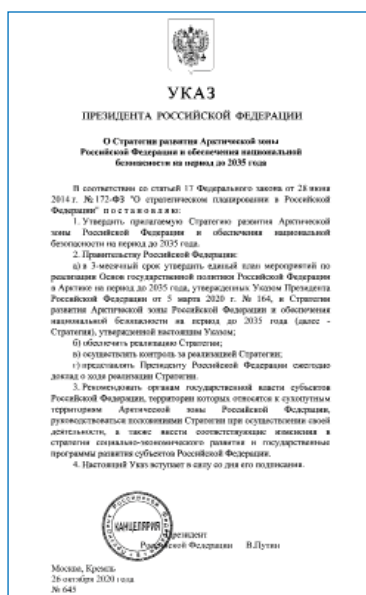 УКАЗ
ПРЕЗИДЕНТА РОССИЙСКОЙ ФЕДЕРАЦИИ
О Стратегии развития Арктической зоны
Российской Федерации и обеспечения национальной
безопасности на период до 2035 года
В соответствии со статьей 17 Федерального закона от 28 июня
2014 г. № 172-ФЗ "О стратегическом планировании в Российской
Федерации" п о с т а н о в л я ю:
1. Утвердить прилагаемую Стратегию развития Арктической
зоны Российской Федерации и обеспечения национальной
безопасности на период до 2035 года.
2. Правительству Российской Федерации:
а) в 3-месячный срок утвердить единый план мероприятий по
реализации Основ государственной политики Российской Федерации
в Арктике на период до 2035 года, утвержденных Указом Президента
Российской Федерации от 5 марта 2020 г. № 164, и Стратегии
развития Арктической зоны Российской Федерации и обеспечения
национальной безопасности на период до 2035 года (далее -
Стратегия), утвержденной настоящим Указом;
б) обеспечить реализацию Стратегии;
в) осуществлять контроль за реализацией Стратегии;
г) представлять Президенту Российской Федерации ежегодно
доклад о ходе реализации Стратегии.
3. Рекомендовать органам государственной власти субъектов
Российской Федерации, территории которых относятся к сухопутным
территориям Арктической зоны Российской Федерации,
руководствоваться положениями Стратегии при осуществлении своей
деятельности, а также внести соответствующие изменения в
стратегии социально-экономического развития и государственные
программы развития субъектов Российской Федерации.
4. Настоящий Указ вступает в силу со дня его подписания.
КАНЦЕЛЯРИЯ
Президент
Российской Федерации В.Путин
Москва, Кремль
26 октября 2020 года
№ 645